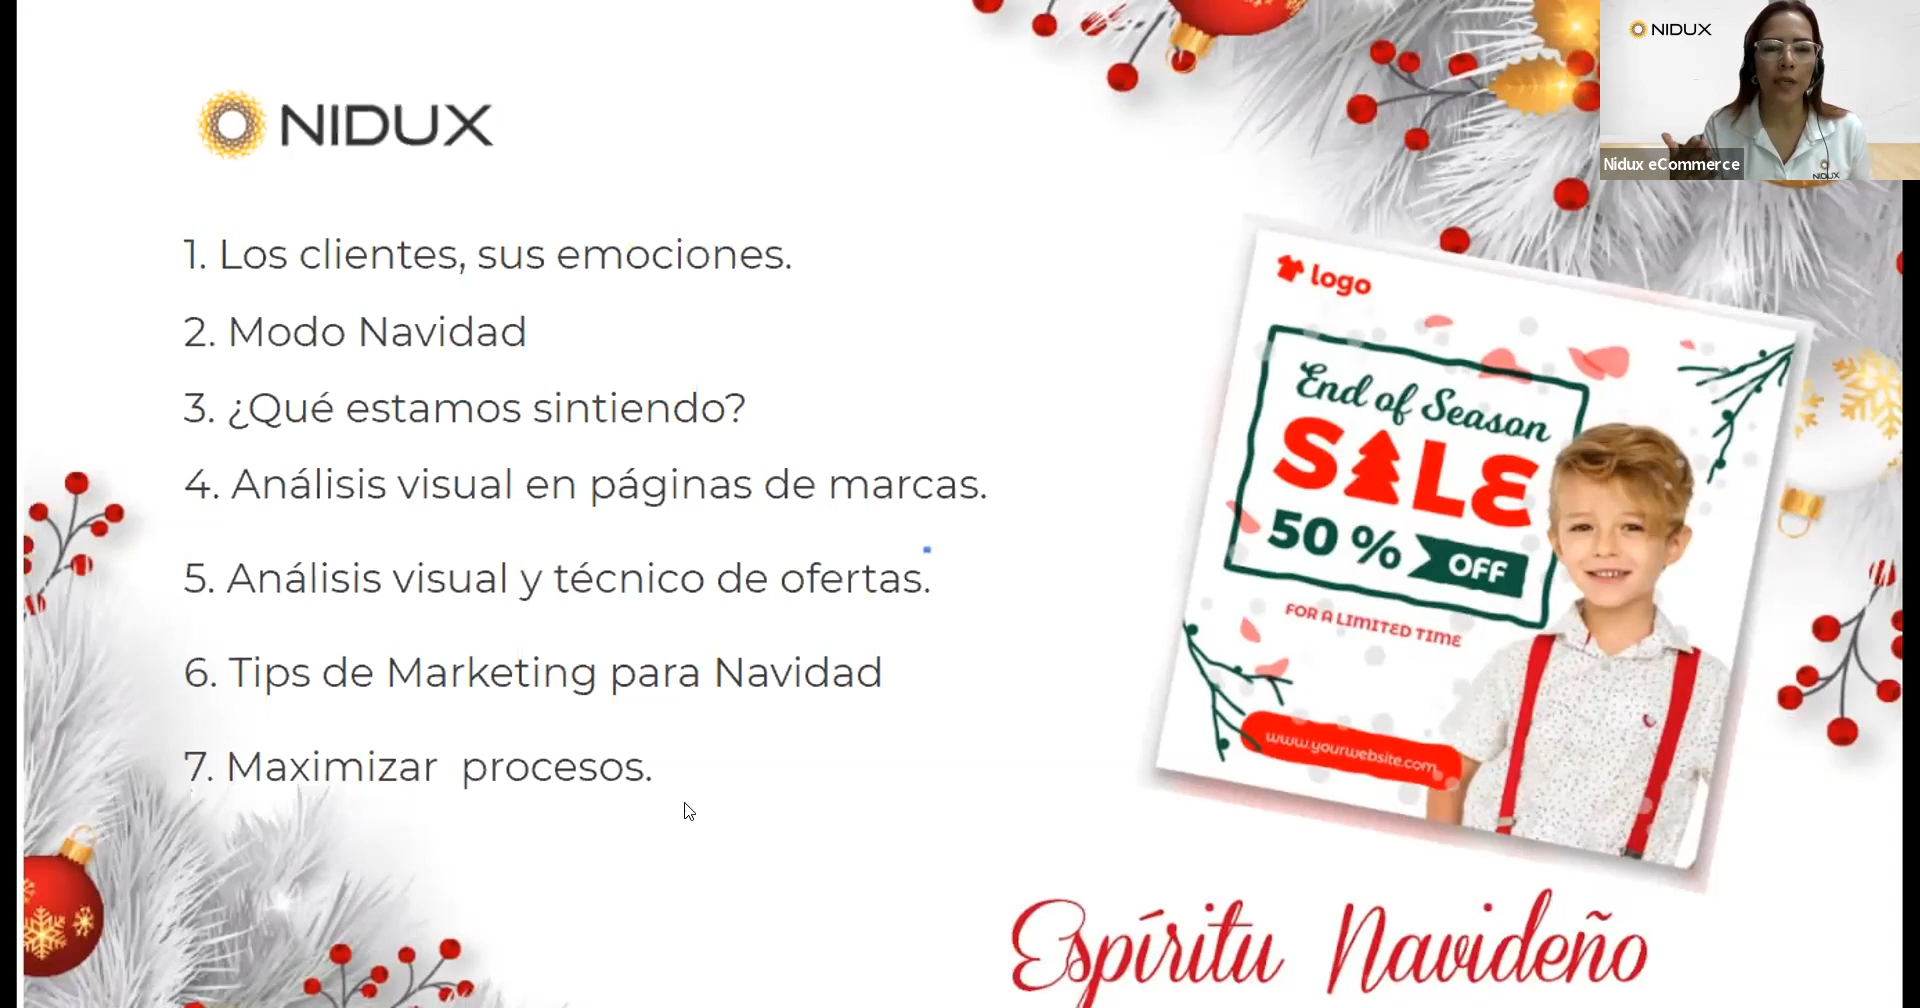 NIDUX
1. Los clientes, sus emociones.
2. Modo Navidad
3. ¿Qué estamos sintiendo?
4. Análisis visual en páginas de marcas.
5. Análisis visual y técnico de ofertas.
6. Tips de Marketing para Navidad
7. Maximizar procesos.
logo
End of Season
SALE
50 % OFF
FOR A LIMITED TIME
www.yourwebsite.com
Espíritu Navideño
NIDUX
Nidux eCommerce
NIDUX